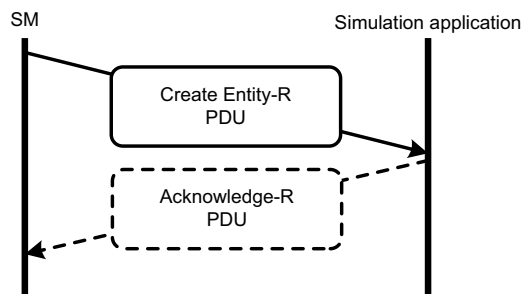 SM
Simulation application
Create Entity-R
PDU
Acknowledge-R
PDU